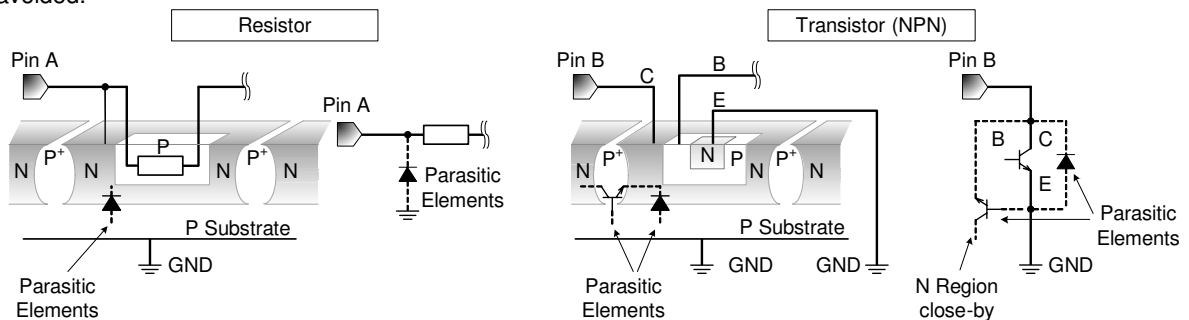 avoided.
Resistor
Transistor (NPN)
Pin A
Pin A
N
P+
N
P
N
P+
N
Parasitic
Elements
P Substrate
GND
Parasitic
Elements
Pin B
C
B
E
N
P+
N
N
P
N
P+
N
P Substrate
GND
GND
Parasitic
Elements
Pin B
B
C
E
Parasitic
Elements
GND
N Region
close-by